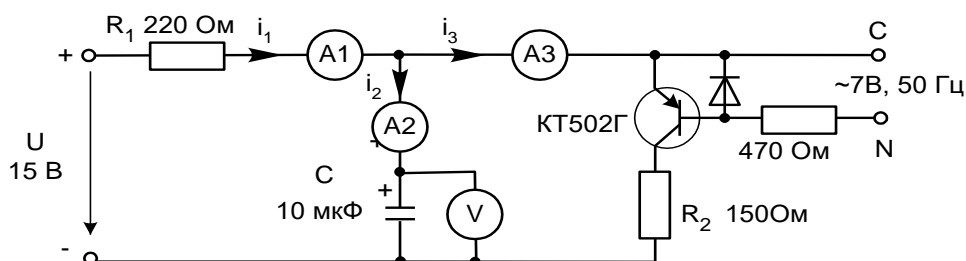 R1 220 Ом
i1
A1
i3
A3
C
+
i2
A2
~7В, 50 Гц
КТ502Г
U
15 В
470 Ом
N
C
10 мкФ
+
V
R2 150Ом
-